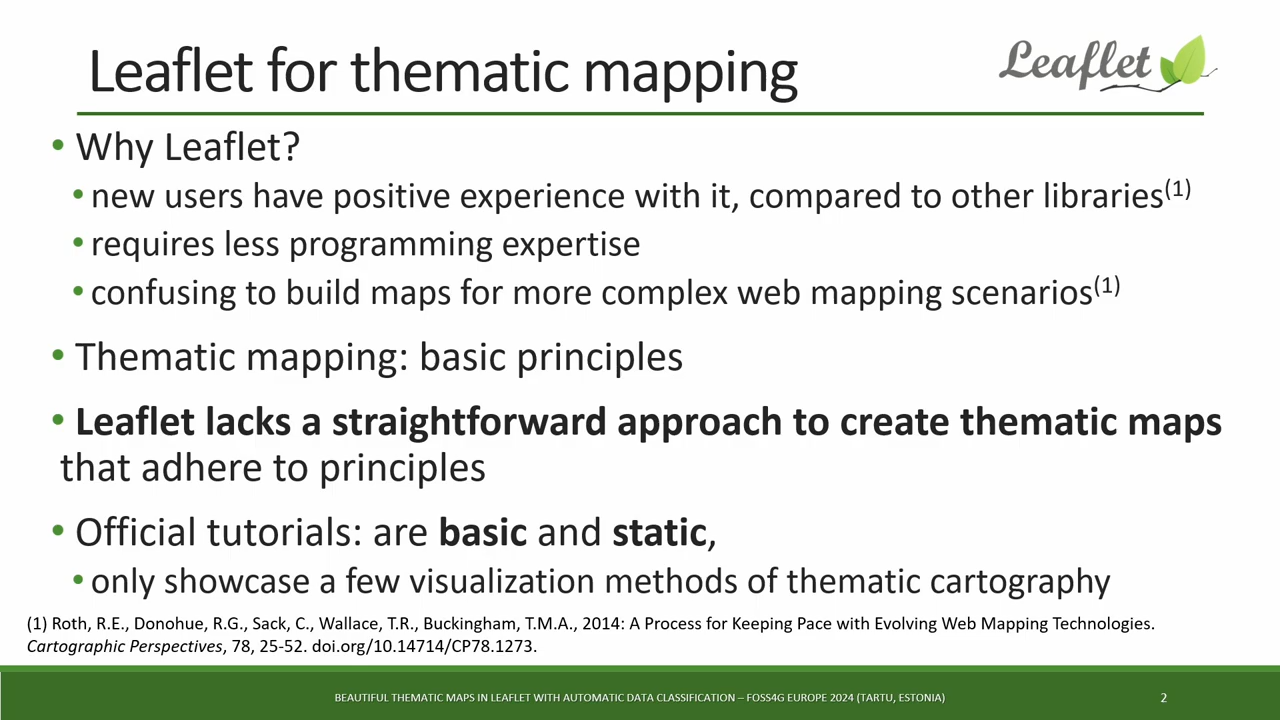 Leaflet for thematic mapping
Leaflet
• Why Leaflet?
• new users have positive experience with it, compared to other libraries(1)
• requires less programming expertise
• confusing to build maps for more complex web mapping scenarios(1)
• Thematic mapping: basic principles
• Leaflet lacks a straightforward approach to create thematic maps
that adhere to principles
• Official tutorials: are basic and static,
• only showcase a few visualization methods of thematic cartography
(1) Roth, R.E., Donohue, R.G., Sack, C., Wallace, T.R., Buckingham, T.M.A., 2014: A Process for Keeping Pace with Evolving Web Mapping Technologies.
Cartographic Perspectives, 78, 25-52. doi.org/10.14714/CP78.1273.
BEAUTIFUL THEMATIC MAPS IN LEAFLET WITH AUTOMATIC DATA CLASSIFICATION – FOSS4G EUROPE 2024 (TARTU, ESTONIA)
2